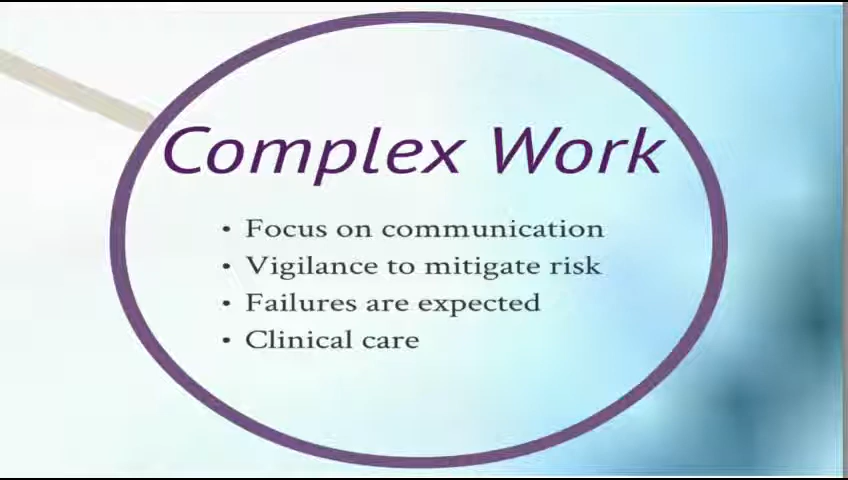 Complex Work
• Focus on communication
• Vigilance to mitigate risk
• Failures are expected
• Clinical care